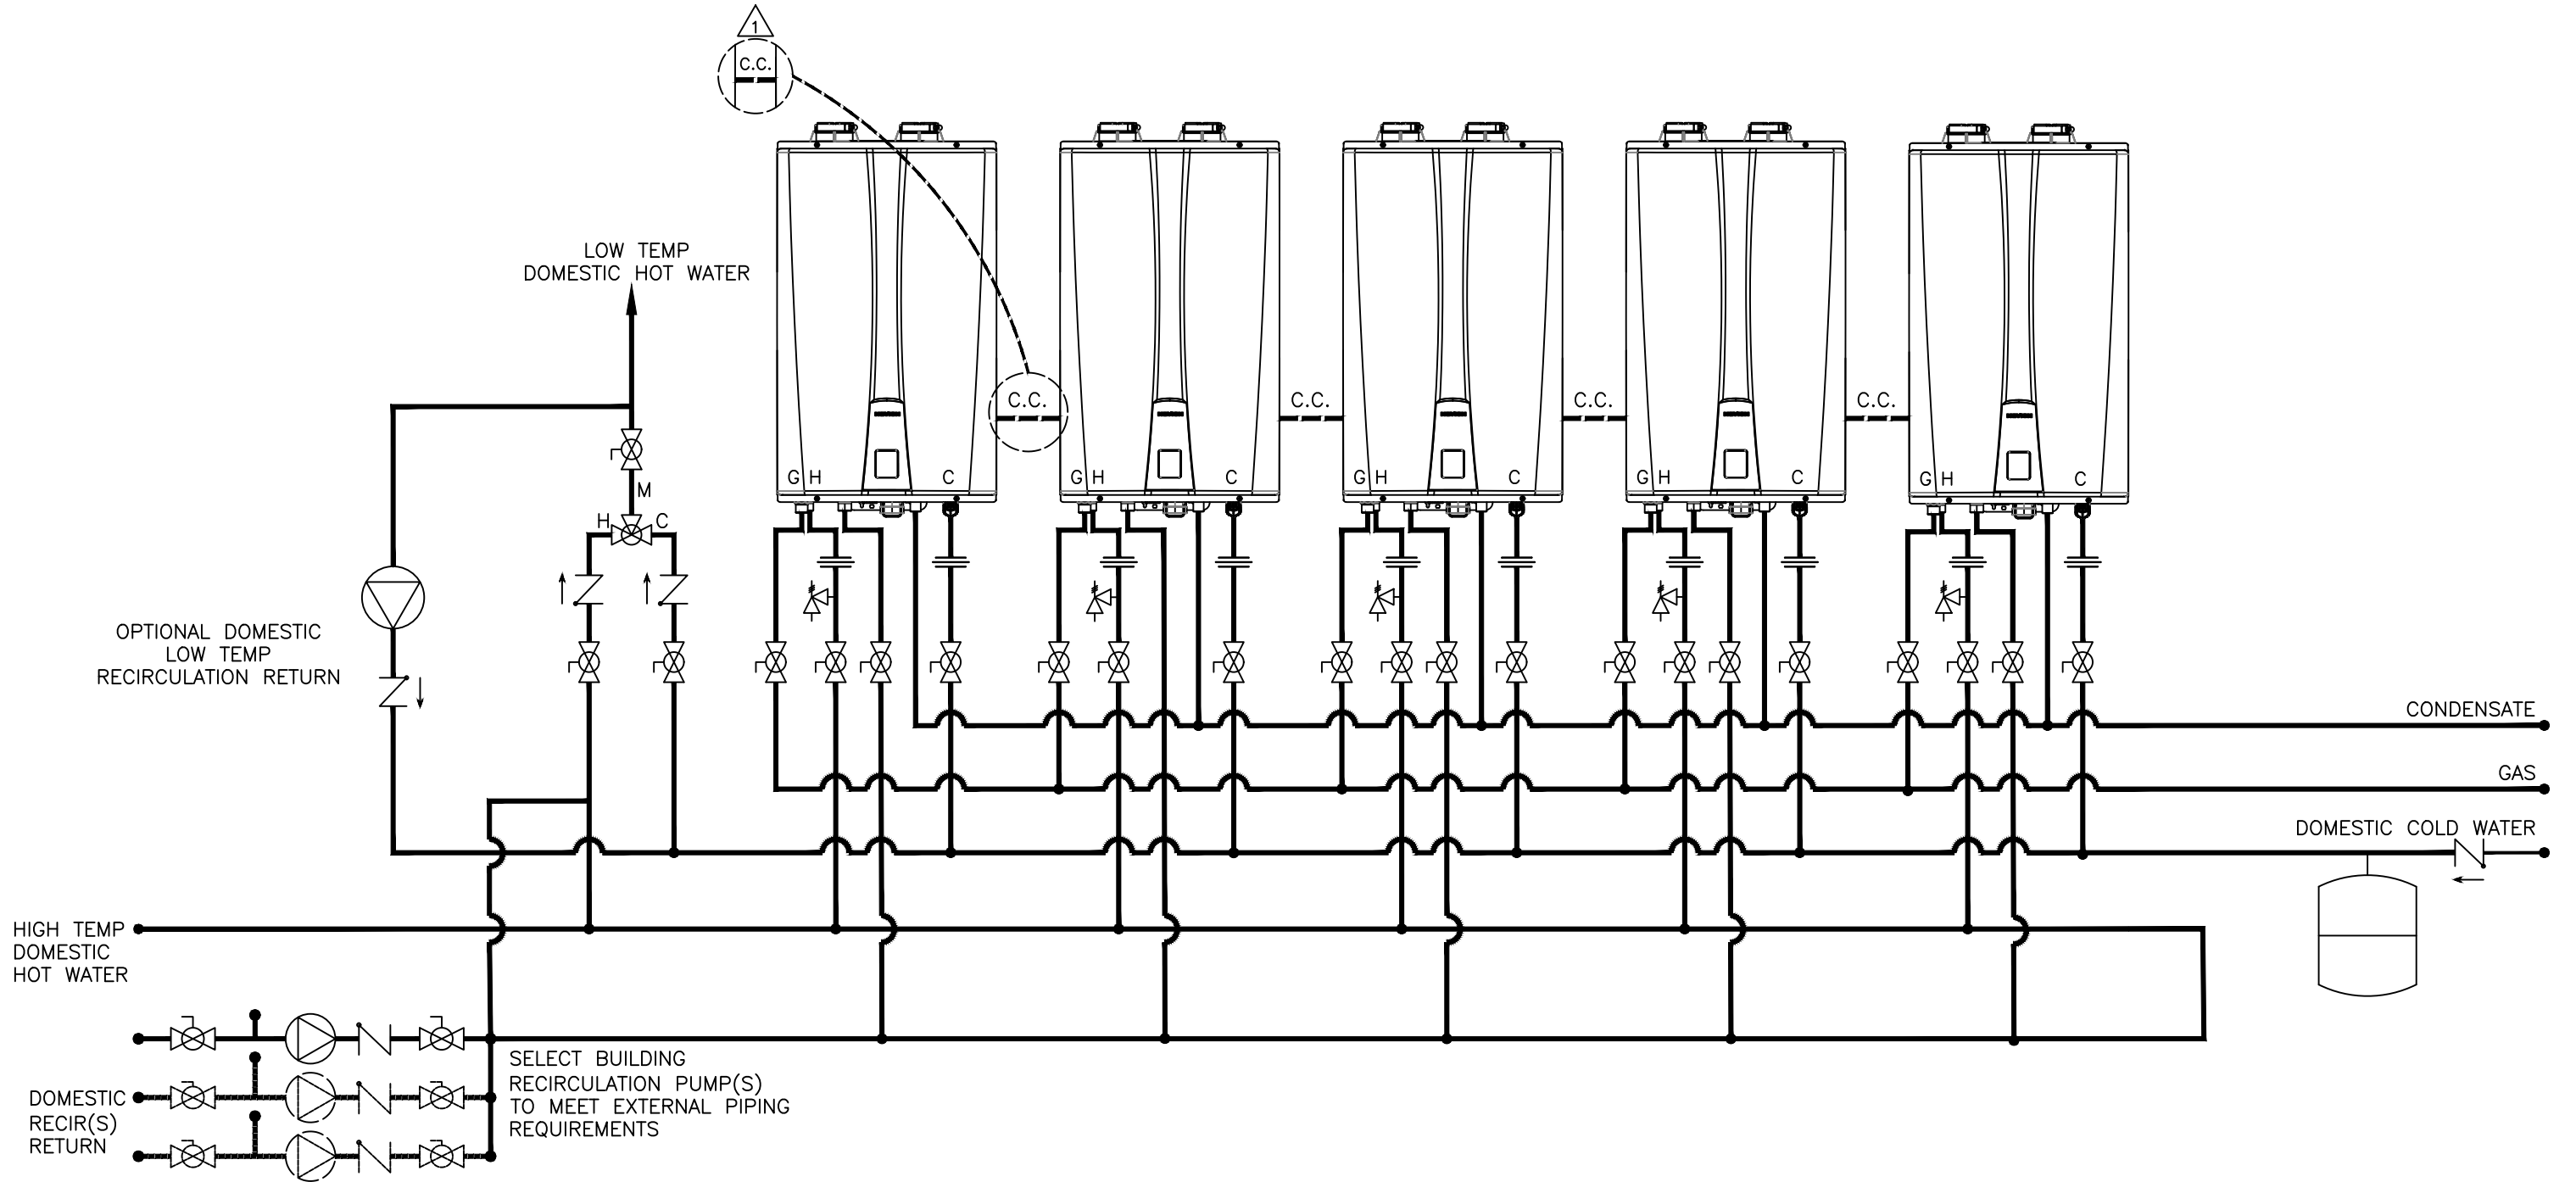 1
C.C.
LOW TEMP
DOMESTIC HOT WATER
C.C.
C.C.
C.C.
C.C.
G H
C
G H
C
G H
C
G H
C
G H
C
M
H
C
OPTIONAL DOMESTIC
LOW TEMP
RECIRCULATION RETURN
CONDENSATE
GAS
DOMESTIC COLD WATER
HIGH TEMP
DOMESTIC
HOT WATER
SELECT BUILDING
RECIRCULATION PUMP(S)
TO MEET EXTERNAL PIPING
REQUIREMENTS
DOMESTIC
RECIR(S)
RETURN